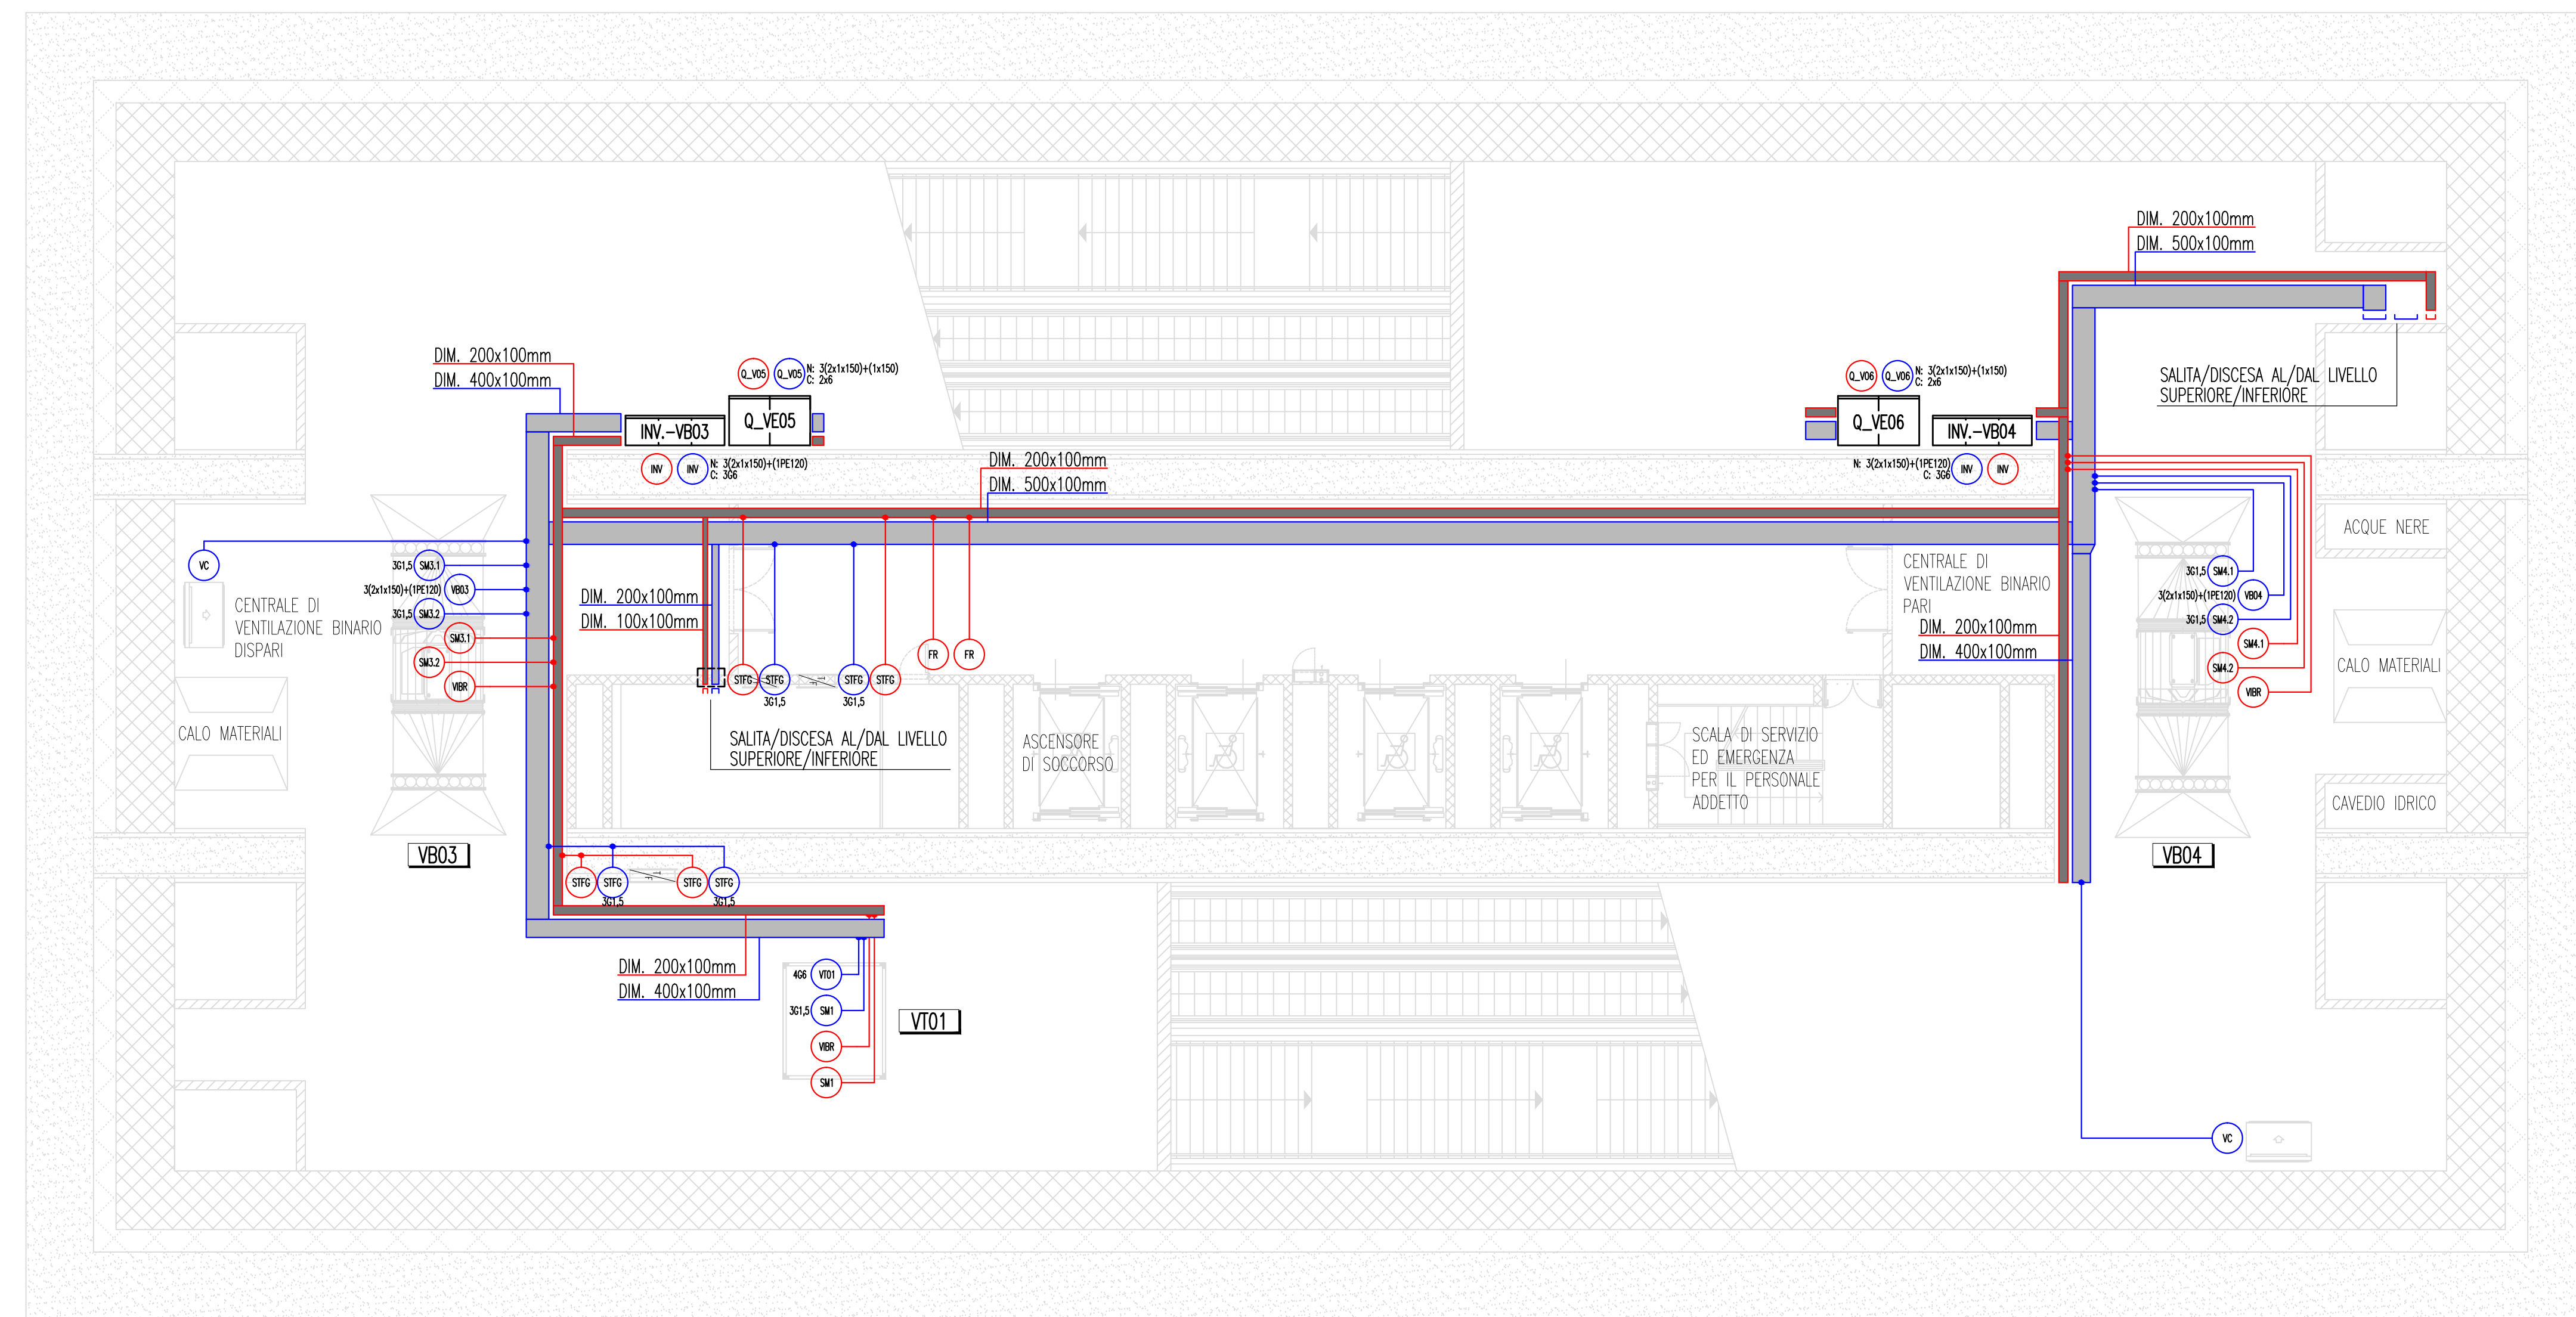 DIM. 200x100mm
DIM. 500x100mm
SALITA/DISCESA AL/DAL LIVELLO
SUPERIORE/INFERIORE
DIM. 200x100mm
DIM. 400x100mm
Q_V05
Q_V05
N: 3(2x1x150)+(1x150)
C: 2x6
Q_VE05
INV.-VB03
INV
INV
N: 3(2x1x150)+(1PE120)
C: 3G6
Q_V06
Q_V06
N: 3(2x1x150)+(1x150)
C: 2x6
Q_VE06
INV.-VB04
N: 3(2x1x150)+(1PE120)
C: 3G6
INV
INV
DIM. 200x100mm
DIM. 500x100mm
VC
3G1,5
SM3.1
3(2x1x150)+(1PE120)
VB03
3G1,5
SM3.2
SM3.1
SM3.2
VIBR
CENTRALE DI
VENTILAZIONE BINARIO
DISPARI
CALO MATERIALI
VB03
DIM. 200x100mm
DIM. 100x100mm
STFG
STFG
3G1,5
STFG
3G1,5
STFG
FR
FR
SALITA/DISCESA AL/DAL LIVELLO
SUPERIORE/INFERIORE
ASCENSORE
DI SOCCORSO
SCALA DI SERVIZIO
ED EMERGENZA
PER IL PERSONALE
ADDETTO
CENTRALE DI
VENTILAZIONE BINARIO
PARI
DIM. 200x100mm
DIM. 400x100mm
3G1,5
SM4.1
3(2x1x150)+(1PE120)
VB04
3G1,5
SM4.2
SM4.1
SM4.2
VIBR
VB04
ACQUE NERE
CALO MATERIALI
CAVEDIO IDRICO
STFG
STFG
3G1,5
STFG
STFG
3G1,5
DIM. 200x100mm
DIM. 400x100mm
4G6
VT01
3G1,5
SM1
VIBR
SM1
VT01
VC